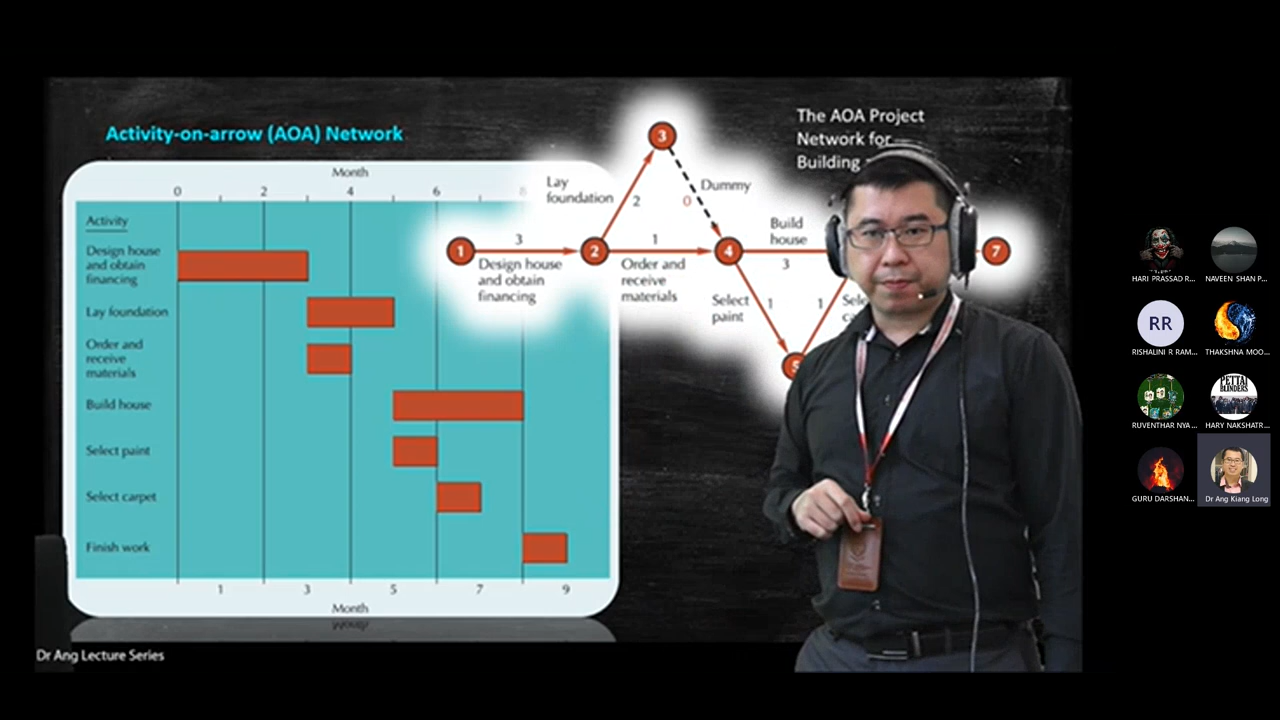 Activity-on-arrow (AOA) Network
The AOA Project
Network for
Building
Month
0 2 4 6 8
Activity
Design house
and obtain
financing
Lay foundation
Order and
receive
materials
Build house
Select paint
Select carpet
Finish work
1 3 5 7 9
Month
1
2
3
4
7
3
Design house
and obtain
financing
Lay
foundation
2
Dummy
0
1
Order and
receive
materials
Build
house
3
Select
paint
1
1
Dr Ang Lecture Series
HARI PRASSAD R...
NAVEEN SHAN P...
RR
RISHALINI R RAM...
THAKSHNA MOO...
PETTAI
BLINDERS
RUVENTHAR NYA...
HARY NAKSHATR...
GURU DARSHAN...
Dr Ang Kiang Long